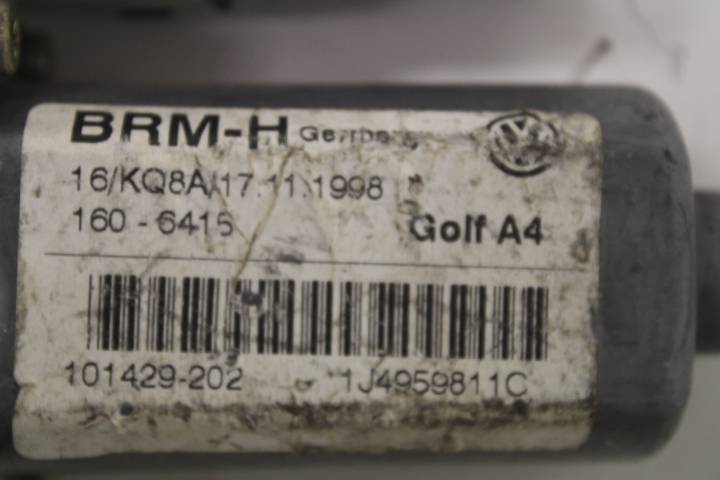 BRM-H
16/KQ8A/17.11.1998
160 - 6415 Golf A4
101429-202 1J4959811C